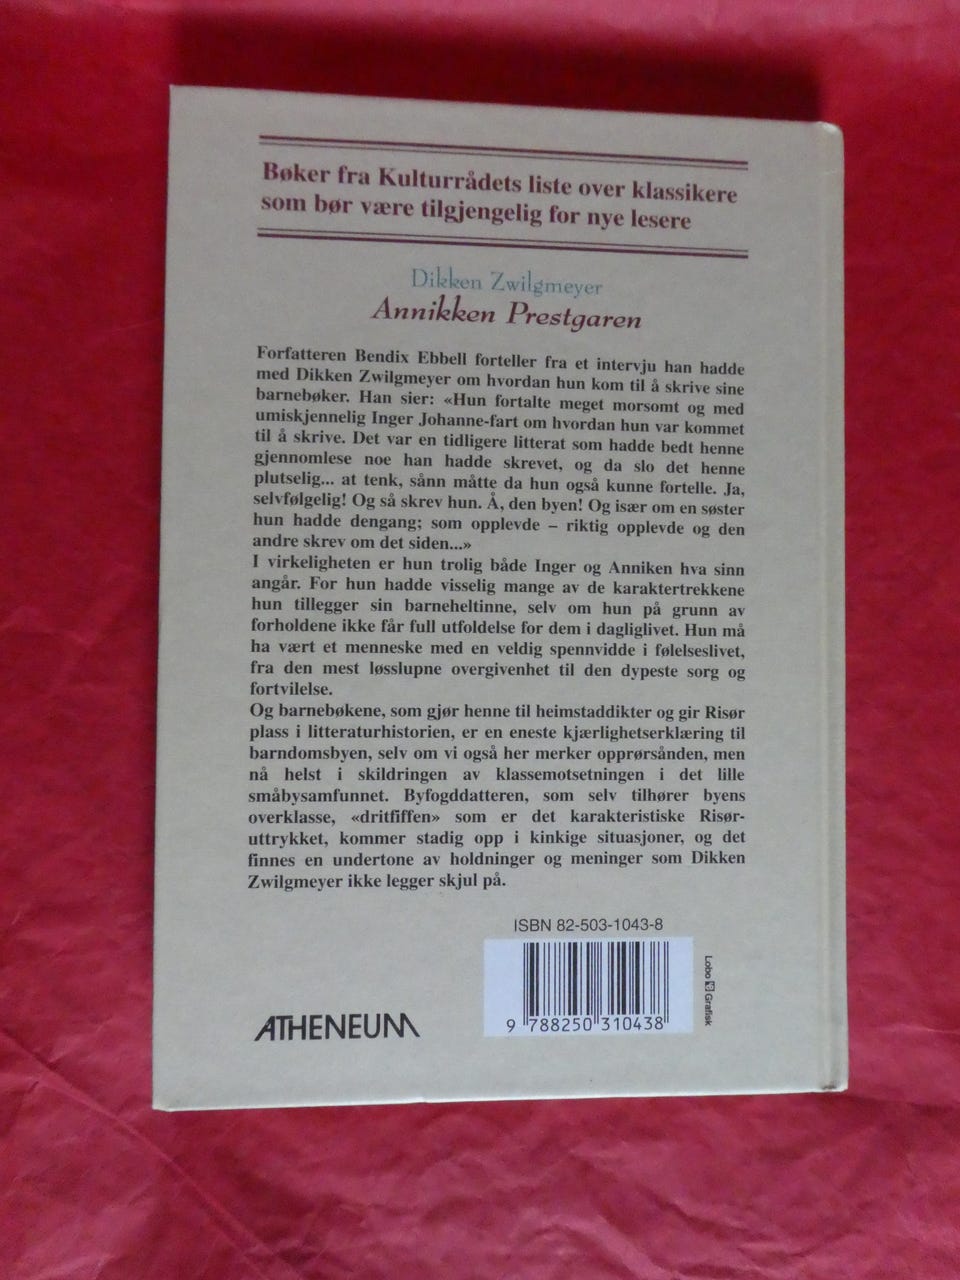 Bøker fra Kulturrådets liste over klassikere
som bør være tilgjengelig for nye lesere
Dikken Zwilgmeyer
Annikken Prestgaren
Forfatteren Bendix Ebbell forteller fra et intervju han hadde
med Dikken Zwilgmeyer om hvordan hun kom til å skrive sine
barnebøker. Han sier: «Hun fortalte meget morsomt og med
umiskjennelig Inger Johanne-fart om hvordan hun var kommet
til å skrive. Det var en tidligere litterat som hadde bedt henne
gjennomlese noe han hadde skrevet, og da slo det henne
plutselig... at tenk, sånn måtte da hun også kunne fortelle. Ja,
selvfølgelig! Og så skrev hun. Å, den byen! Og især om en søster
hun hadde dengang; som opplevde – riktig opplevde og den
andre skrev om det siden...»
I virkeligheten er hun trolig både Inger og Anniken hva sinn
angår. For hun hadde visselig mange av de karaktertrekkene
hun tillegger sin barneheltinne, selv om hun på grunn av
forholdene ikke får full utfoldelse for dem i dagliglivet. Hun må
ha vært et menneske med en veldig spennvidde i følelseslivet,
fra den mest løsslupne overgivenhet til den dypeste sorg og
fortvilelse.
Og barnebøkene, som gjør henne til heimstaddikter og gir Risør
plass i litteraturhistorien, er en eneste kjærlighetserklæring til
barndomsbyen, selv om vi også her merker opprørsånden, men
nå helst i skildringen av klassemotsetningen i det lille
småbysamfunnet. Byfogddatteren, som selv tilhører byens
overklasse, «dritfiffen» som er det karakteristiske Risør-
uttrykket, kommer stadig opp i kinkige situasjoner, og det
finnes en undertone av holdninger og meninger som Dikken
Zwilgmeyer ikke legger skjul på.
ISBN 82-503-1043-8
9 788250 310438
Lobo Grafisk
ATHENEUM